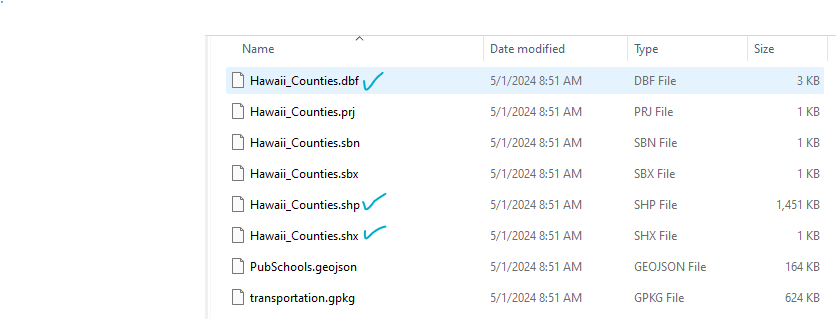 Name Date modified Type Size
Hawaii_Counties.dbf 5/1/2024 8:51 AM DBF File 3 KB
Hawaii_Counties.prj 5/1/2024 8:51 AM PRJ File 1 KB
Hawaii_Counties.sbn 5/1/2024 8:51 AM SBN File 1 KB
Hawaii_Counties.sbx 5/1/2024 8:51 AM SBX File 1 KB
Hawaii_Counties.shp 5/1/2024 8:51 AM SHP File 1,451 KB
Hawaii_Counties.shx 5/1/2024 8:51 AM SHX File 1 KB
PubSchools.geojson 5/1/2024 8:51 AM GEOJSON File 164 KB
transportation.gpkg 5/1/2024 8:51 AM GPKG File 624 KB